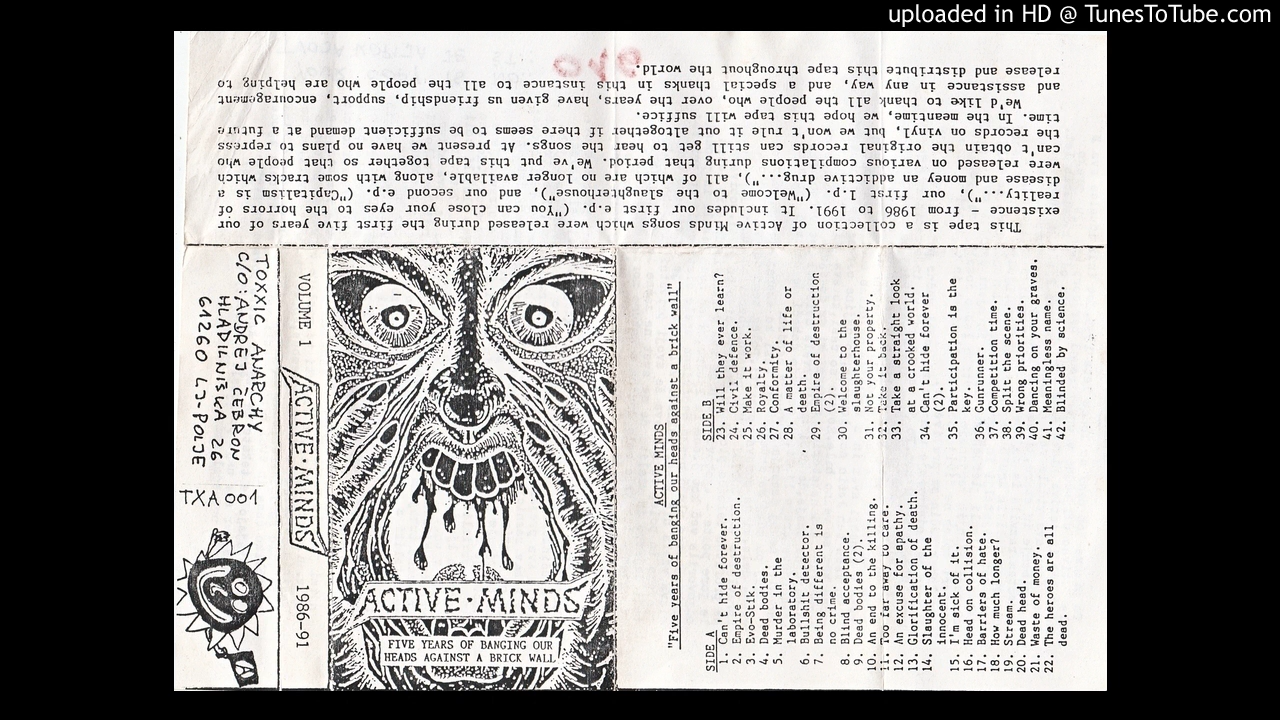 uploaded in HD @ TunesToTube.com
This tape is a collection of Active Minds songs which were released during the first five years of our
existence - from 1986 to 1991. It includes our first e.p. ("You can close your eyes to the horrors of
reality...."), our first l.p. ("Welcome to the slaughterhouse"), and our second e.p. ("Capitalism is a
disease and money an addictive drug..."), all of which are no longer available, along with some tracks which
were released on various compilations during that period. We've put this tape together so that people who
can't obtain the original records can still get to hear the songs. At present we have no plans to repress
the records on vinyl, but we won't rule it out altogether if there seems to be sufficient demand at a future
time. In the meantime, we hope this tape will suffice.
We'd like to thank all the people who, over the years, have given us friendship, support, encouragement
and assistance in any way, and a special thanks in this instance to all the people who are helping to
release and distribute this tape throughout the world.
TOXXIC ANARCHY
C/O: ANDREJ ČEBRON
HLADILNIŠKA 26
61260 LJ-POLJE
TXA 001
VOLUME 1
ACTIVE·MINDS
1986-91
ACTIVE·MINDS
FIVE YEARS OF BANGING OUR
HEADS AGAINST A BRICK WALL
ACTIVE MINDS
"Five years of banging our heads against a brick wall"
SIDE A
1. Can't hide forever.
2. Empire of destruction.
3. Evo-Stik.
4. Dead bodies.
5. Murder in the
laboratory.
6. Bullshit detector.
7. Being different is
no crime.
8. Blind acceptance.
9. Dead bodies (2).
10. An end to the killing.
11. Too far away to care.
12. An excuse for apathy.
13. Glorification of death.
14. Slaughter of the
innocent.
15. I'm sick of it.
16. Head on collision.
17. Barriers of hate.
18. How much longer?
19. Stream.
20. Dead head.
21. Waste of money.
22. The heroes are all
dead.
SIDE B
23. Will they ever learn?
24. Civil defence.
25. Make it work.
26. Royalty.
27. Conformity.
28. A matter of life or
death.
29. Empire of destruction
(2).
30. Welcome to the
slaughterhouse.
31. Not your property.
32. Take it back.
33. Take a straight look
at a crooked world.
34. Can't hide forever
(2).
35. Participation is the
key.
36. Gunrunner.
37. Competition time.
38. Split the scene.
39. Wrong priorities.
40. Dancing on your graves.
41. Meaningless name.
42. Blinded by science.